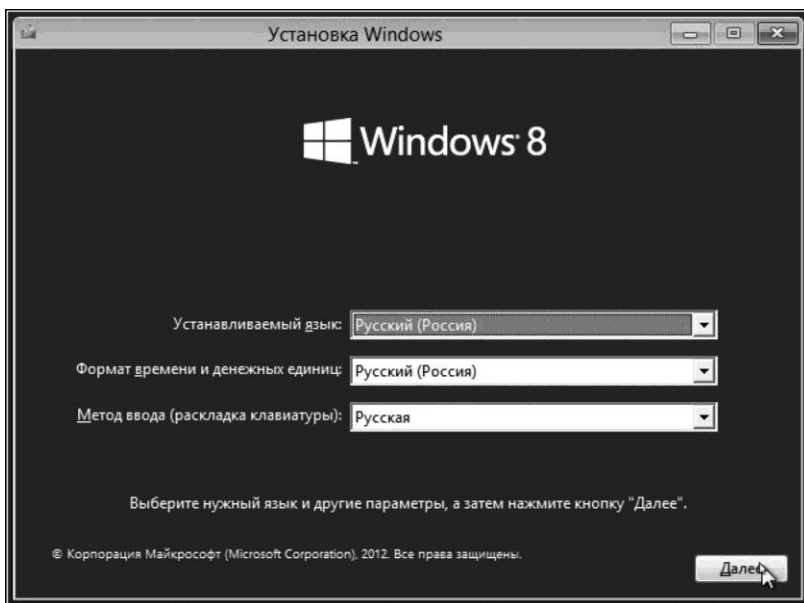 Установка Windows
Windows 8
Устанавливаемый язык: Русский (Россия)
Формат времени и денежных единиц: Русский (Россия)
Метод ввода (раскладка клавиатуры): Русская
Выберите нужный язык и другие параметры, а затем нажмите кнопку "Далее".
© Корпорация Майкрософт (Microsoft Corporation), 2012. Все права защищены.
Далее